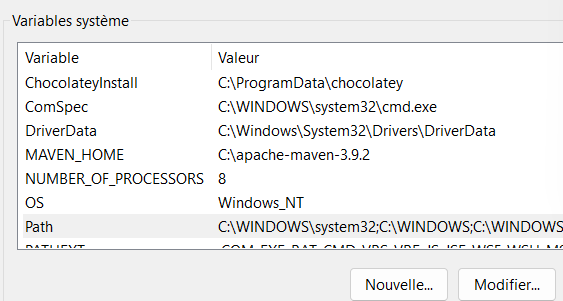 Variables système
Variable Valeur
ChocolateyInstall C:\ProgramData\chocolatey
ComSpec C:\WINDOWS\system32\cmd.exe
DriverData C:\Windows\System32\Drivers\DriverData
MAVEN_HOME C:\apache-maven-3.9.2
NUMBER_OF_PROCESSORS 8
OS Windows_NT
Path C:\WINDOWS\system32;C:\WINDOWS;C:\WINDOWS
PATHEXT .COM;.EXE;.BAT;.CMD;.VBS;.VBE;.JS;.JSE;.WSF;.WSH;.MS
Nouvelle... Modifier...